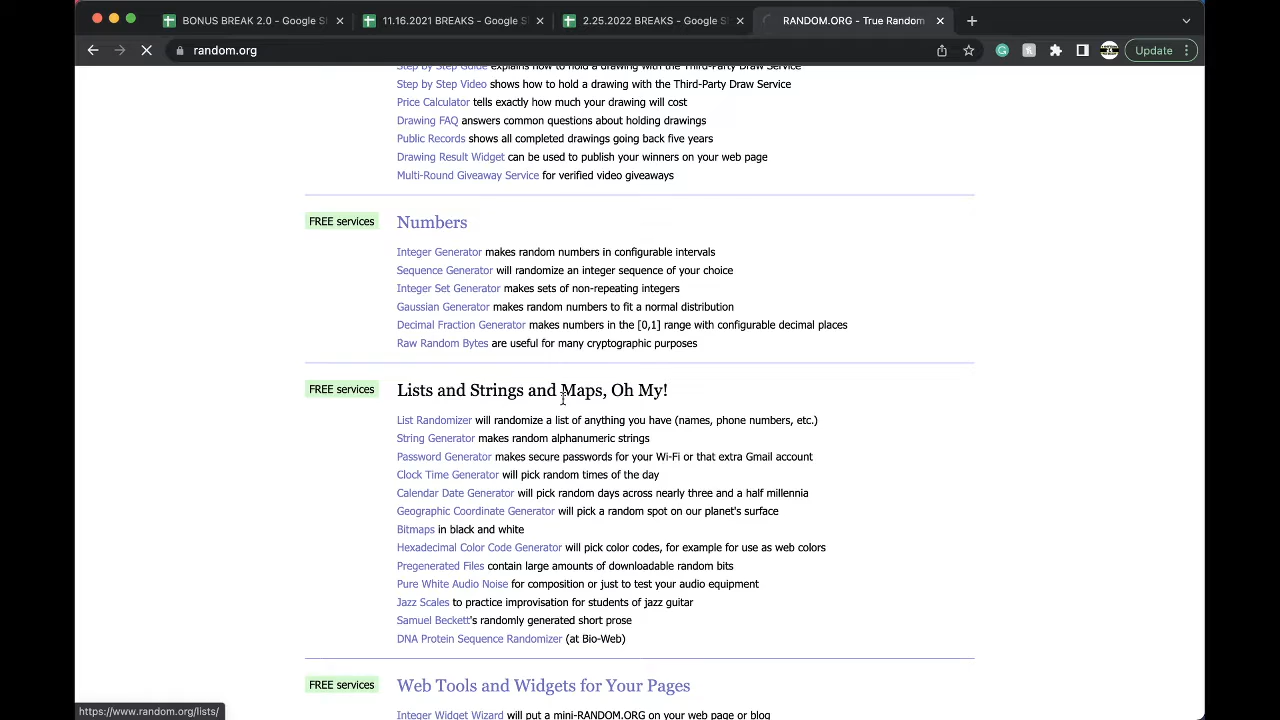 BONUS BREAK 2.0 - Google S
11.16.2021 BREAKS - Google S
2.25.2022 BREAKS - Google S
RANDOM.ORG - True Random
random.org
Update
Step by Step Guide explains how to hold a drawing with the Third-Party Draw Service
Step by Step Video shows how to hold a drawing with the Third-Party Draw Service
Price Calculator tells exactly how much your drawing will cost
Drawing FAQ answers common questions about holding drawings
Public Records shows all completed drawings going back five years
Drawing Result Widget can be used to publish your winners on your web page
Multi-Round Giveaway Service for verified video giveaways
FREE services Numbers
Integer Generator makes random numbers in configurable intervals
Sequence Generator will randomize an integer sequence of your choice
Integer Set Generator makes sets of non-repeating integers
Gaussian Generator makes random numbers to fit a normal distribution
Decimal Fraction Generator makes numbers in the [0,1] range with configurable decimal places
Raw Random Bytes are useful for many cryptographic purposes
FREE services Lists and Strings and Maps, Oh My!
List Randomizer will randomize a list of anything you have (names, phone numbers, etc.)
String Generator makes random alphanumeric strings
Password Generator makes secure passwords for your Wi-Fi or that extra Gmail account
Clock Time Generator will pick random times of the day
Calendar Date Generator will pick random days across nearly three and a half millennia
Geographic Coordinate Generator will pick a random spot on our planet's surface
Bitmaps in black and white
Hexadecimal Color Code Generator will pick color codes, for example for use as web colors
Pregenerated Files contain large amounts of downloadable random bits
Pure White Audio Noise for composition or just to test your audio equipment
Jazz Scales to practice improvisation for students of jazz guitar
Samuel Beckett's randomly generated short prose
DNA Protein Sequence Randomizer (at Bio-Web)
FREE services Web Tools and Widgets for Your Pages
https://www.random.org/lists/
Integer Widget Wizard will put a mini-RANDOM.ORG on your web page or blog